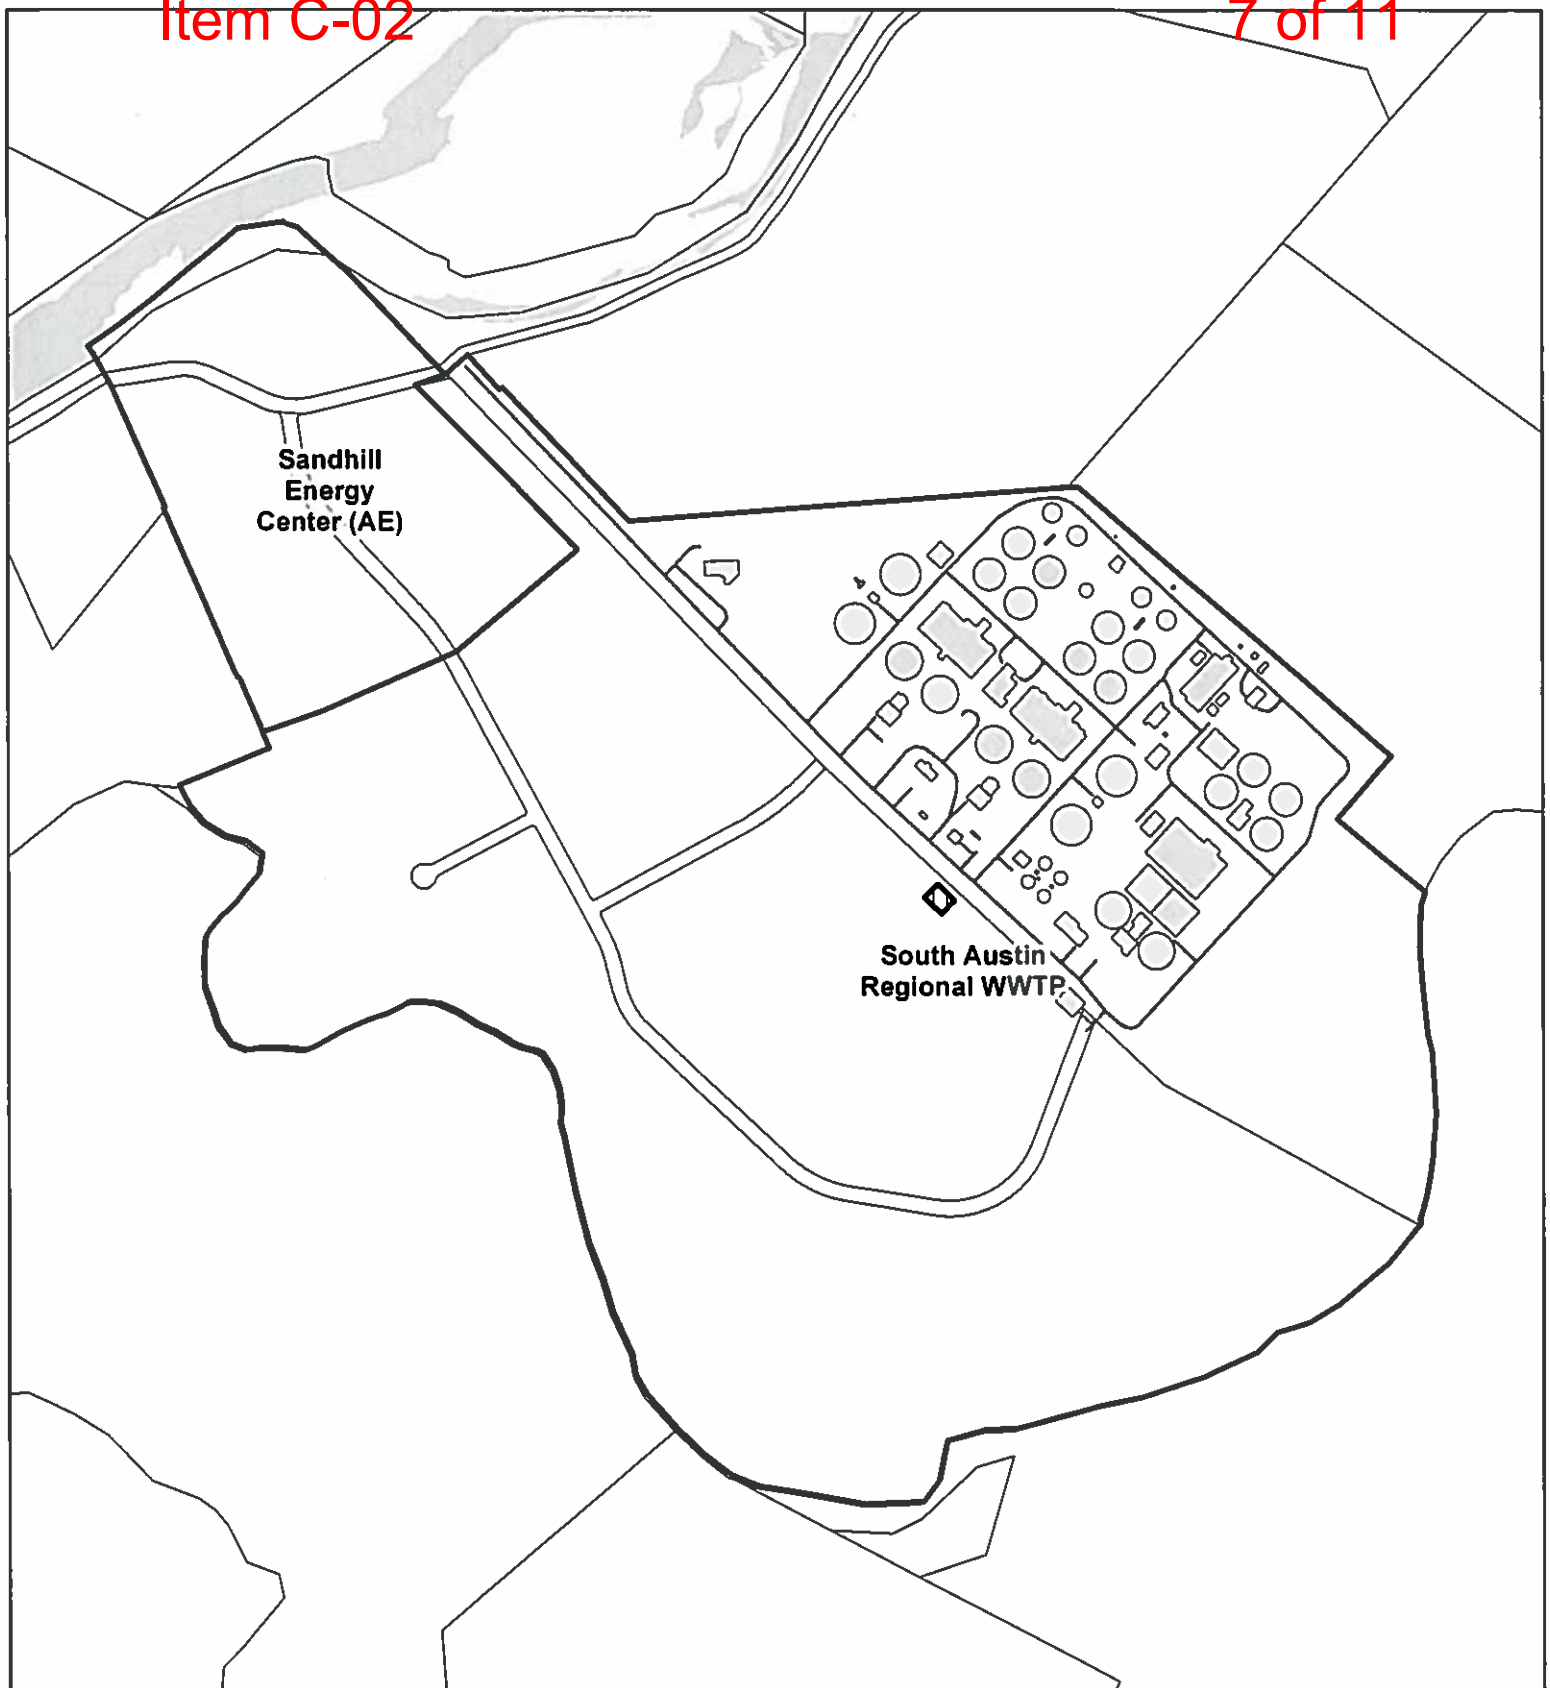 Item C-02
7 of 11
Sandhill
Energy
Center (AE)
South Austin
Regional WWTP